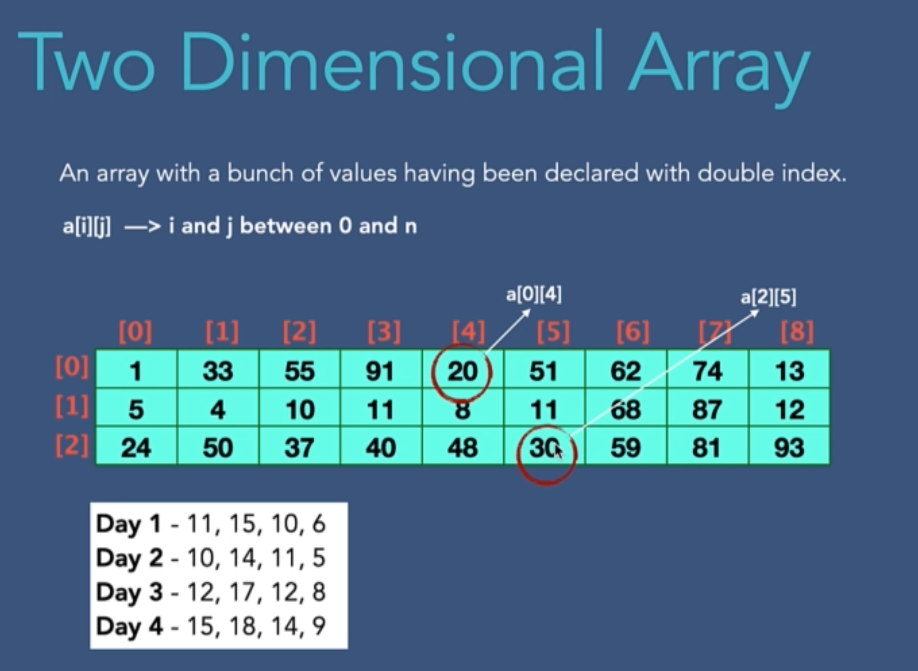 Two Dimensional Array
An array with a bunch of values having been declared with double index.
a[i][j] —> i and j between 0 and n
a[0][4] a[2][5]
[0] [1] [2] [3] [4] [5] [6] [7] [8]
[0] 1 33 55 91 20 51 62 74 13
[1] 5 4 10 11 8 11 68 87 12
[2] 24 50 37 40 48 30 59 81 93
Day 1 - 11, 15, 10, 6
Day 2 - 10, 14, 11, 5
Day 3 - 12, 17, 12, 8
Day 4 - 15, 18, 14, 9